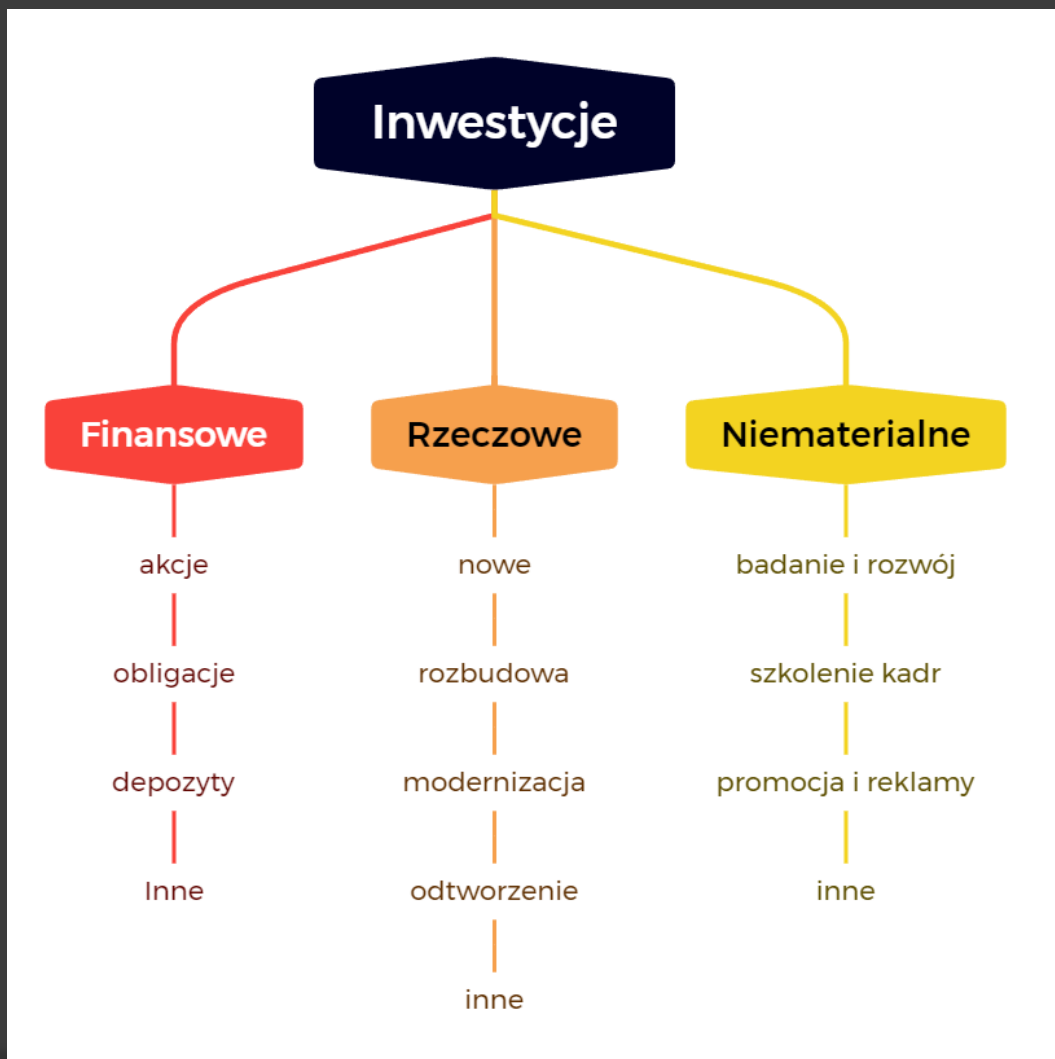 Inwestycje
Finansowe
akcje
obligacje
depozyty
Inne
Rzeczowe
nowe
rozbudowa
modernizacja
odtworzenie
inne
Niematerialne
badanie i rozwój
szkolenie kadr
promocja i reklamy
inne